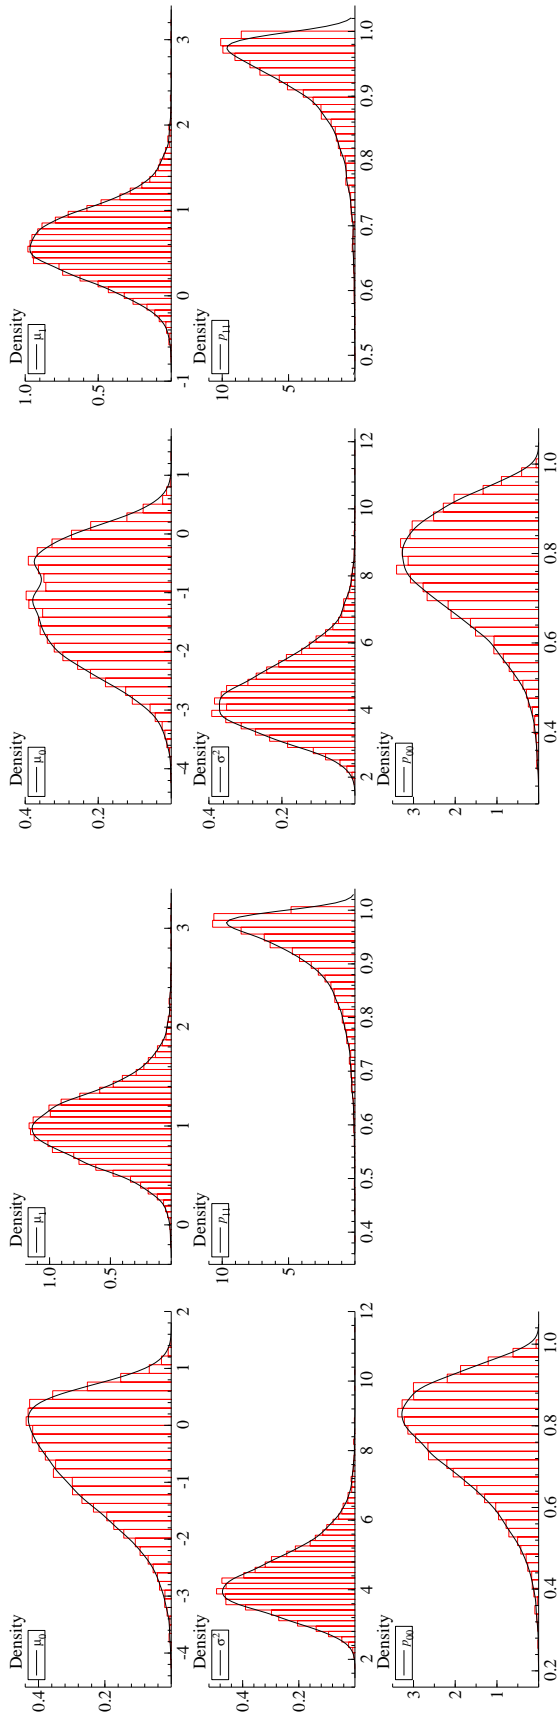 Density
μ₀
0.4
0.2
-4 -3 -2 -1 0 1 2
Density
μ₁
1.0
0.5
0 1 2 3
Density
σ²
0.4
0.2
2 4 6 8 10 12
Density
p₁₁
10
5
0.4 0.5 0.6 0.7 0.8 0.9 1.0
Density
p₀₀
3
2
1
0.2 0.4 0.6 0.8 1.0
Density
μ₀
0.4
0.2
-4 -3 -2 -1 0 1
Density
μ₁
1.0
0.5
-1 0 1 2 3
Density
σ²
0.4
0.2
2 4 6 8 10 12
Density
p₁₁
10
5
0.5 0.6 0.7 0.8 0.9 1.0
Density
p₀₀
3
2
1
0.4 0.6 0.8 1.0